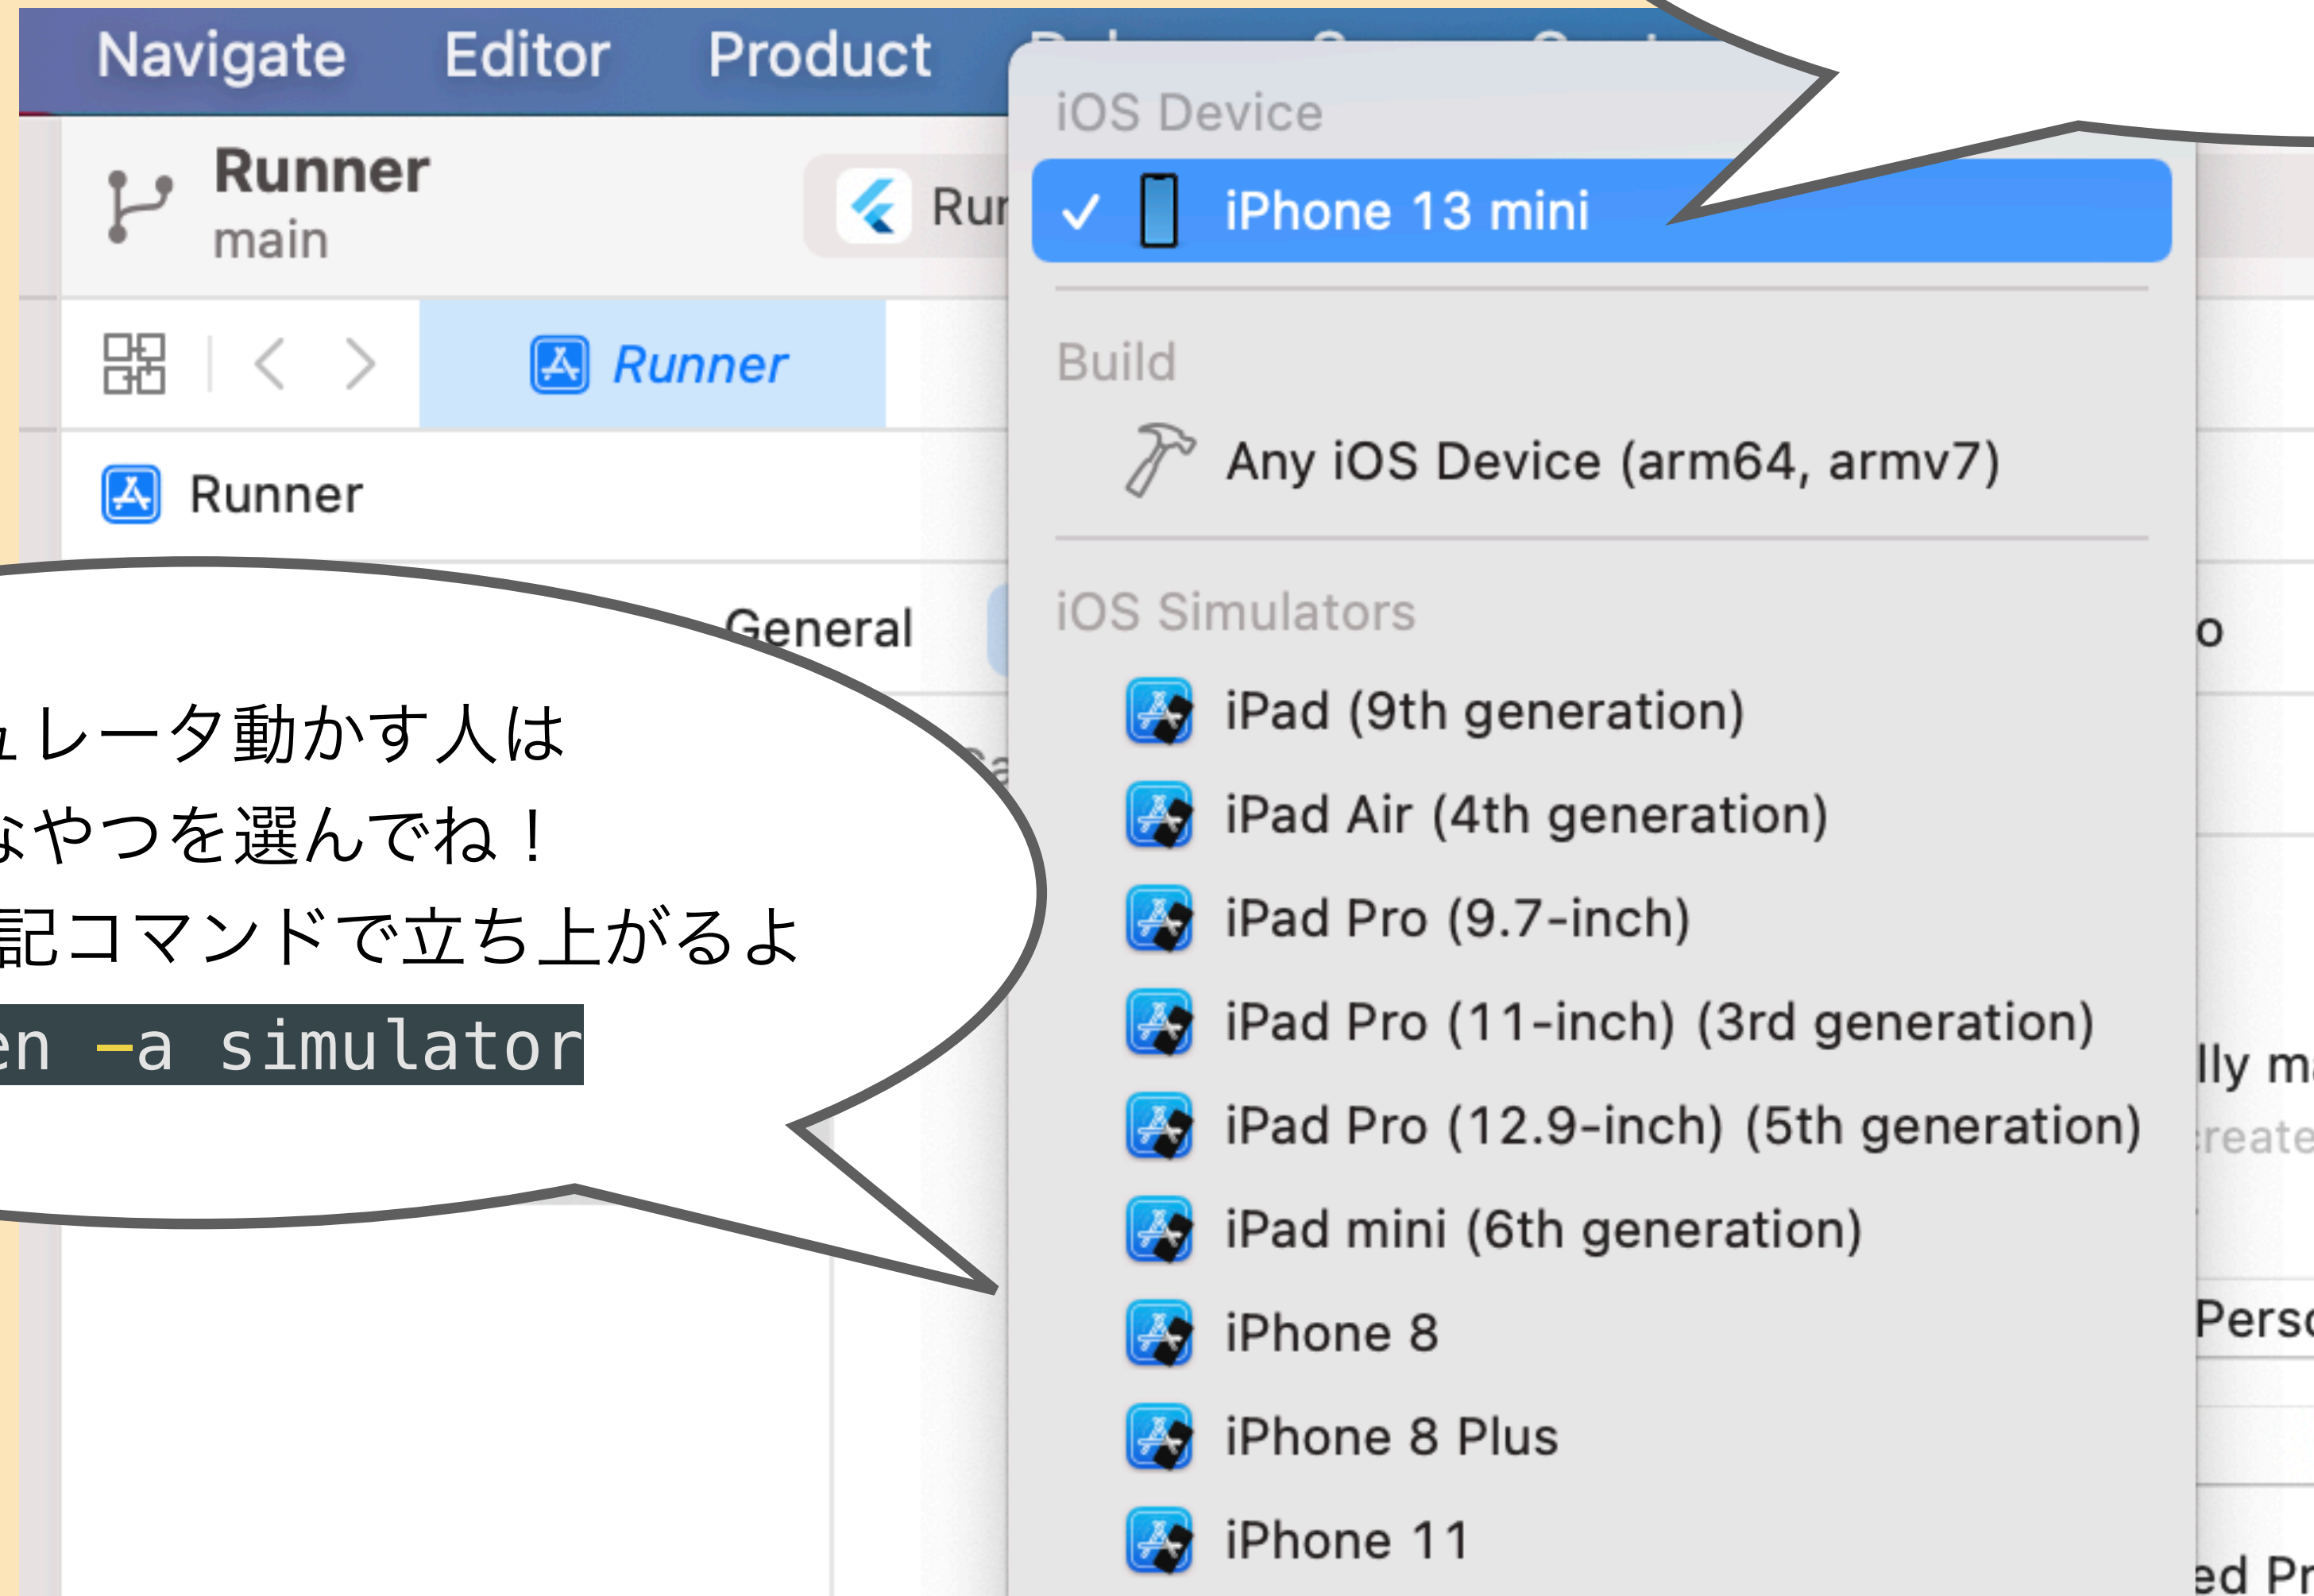 Navigate Editor Product
iOS Device
Runner
main
iPhone 13 mini
Runner
Build
Any iOS Device (arm64, armv7)
Runner
iOS Simulators
General
iPad (9th generation)
iPad Air (4th generation)
iPad Pro (9.7-inch)
iPad Pro (11-inch) (3rd generation)
iPad Pro (12.9-inch) (5th generation)
iPad mini (6th generation)
iPhone 8
iPhone 8 Plus
iPhone 11
ュレータ動かす人は
なやつを選んでね！
記コマンドで立ち上がるよ
en -a simulator